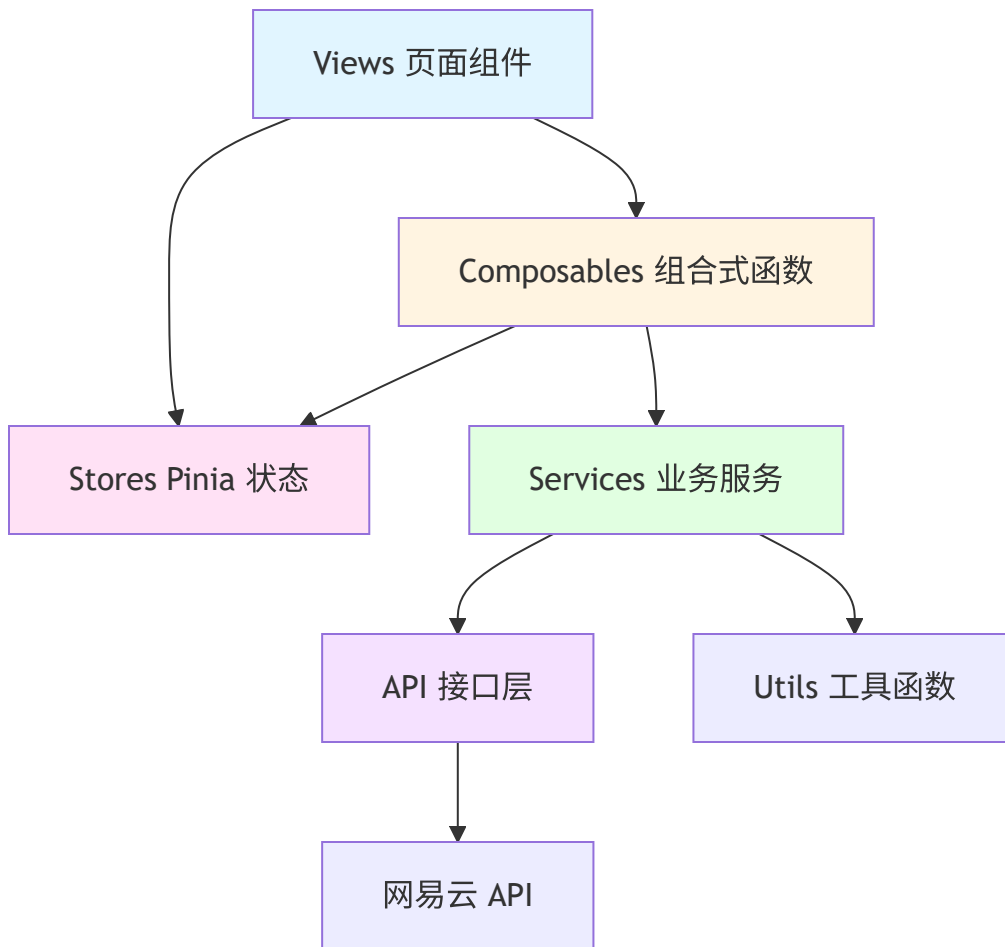 Views 页面组件
Composables 组合式函数
Stores Pinia 状态
Services 业务服务
API 接口层
Utils 工具函数
网易云 API